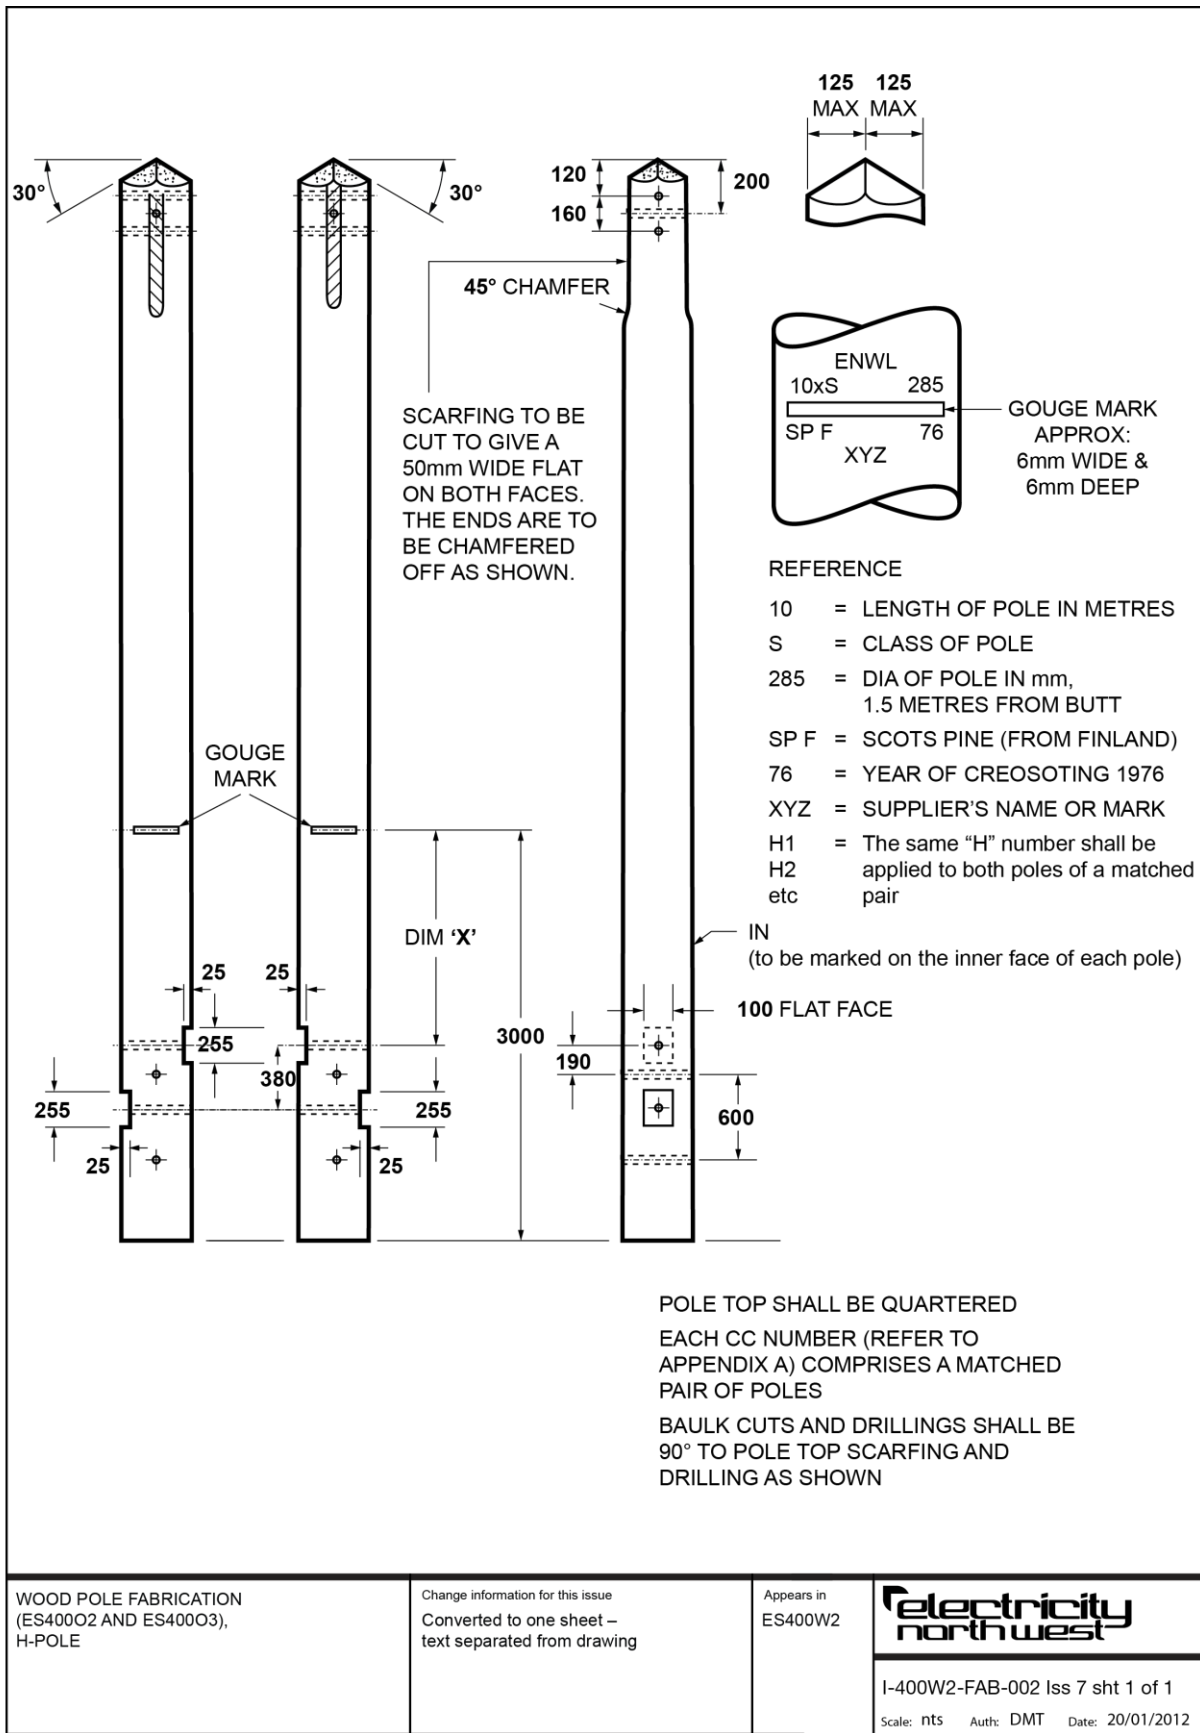 125 125
MAX MAX
30°
30°
120
160
200
45° CHAMFER
SCARFING TO BE
CUT TO GIVE A
50mm WIDE FLAT
ON BOTH FACES.
THE ENDS ARE TO
BE CHAMFERED
OFF AS SHOWN.
ENWL
10xS 285
SP F 76
XYZ
GOUGE MARK
APPROX:
6mm WIDE &
6mm DEEP
REFERENCE
10 = LENGTH OF POLE IN METRES
S = CLASS OF POLE
285 = DIA OF POLE IN mm,
1.5 METRES FROM BUTT
SP F = SCOTS PINE (FROM FINLAND)
76 = YEAR OF CREOSOTING 1976
XYZ = SUPPLIER'S NAME OR MARK
H1 = The same “H” number shall be
H2 applied to both poles of a matched
etc pair
GOUGE
MARK
DIM ‘X’
IN
(to be marked on the inner face of each pole)
25 25
255
380
255
255
25
25
3000
100 FLAT FACE
190
600
POLE TOP SHALL BE QUARTERED
EACH CC NUMBER (REFER TO
APPENDIX A) COMPRISES A MATCHED
PAIR OF POLES
BAULK CUTS AND DRILLINGS SHALL BE
90° TO POLE TOP SCARFING AND
DRILLING AS SHOWN
WOOD POLE FABRICATION
(ES400O2 AND ES400O3),
H-POLE
Change information for this issue
Converted to one sheet –
text separated from drawing
Appears in
ES400W2
electricity
northwest
I-400W2-FAB-002 Iss 7 sht 1 of 1
Scale: nts Auth: DMT Date: 20/01/2012